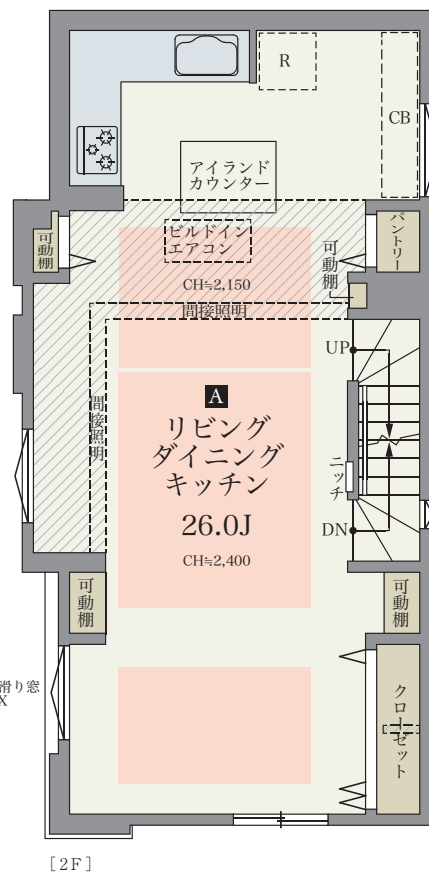 R
CB
アイランド
カウンター
可動棚
ビルドイン
エアコン
パントリー
可動棚
CH≒2,150
間接照明
UP
間接照明
A
リビング
ダイニング
キッチン
26.0J
CH≒2,400
ニッチ
DN
可動棚
可動棚
滑り窓
X
クローゼット
[2F]